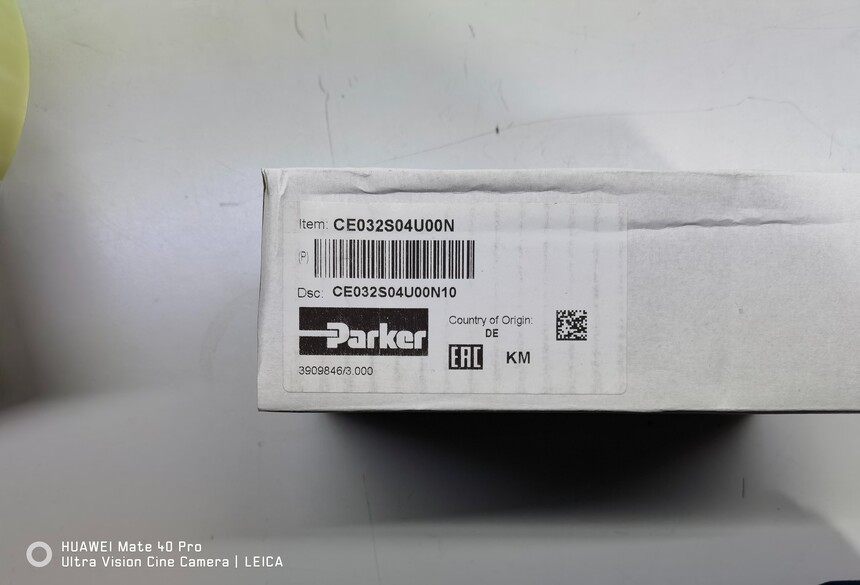 Item: CE032S04U00N
(P)
Dsc: CE032S04U00N10
Parker
Country of Origin:
DE
EAC KM
3909846/3.000
HUAWEI Mate 40 Pro
Ultra Vision Cine Camera | LEICA